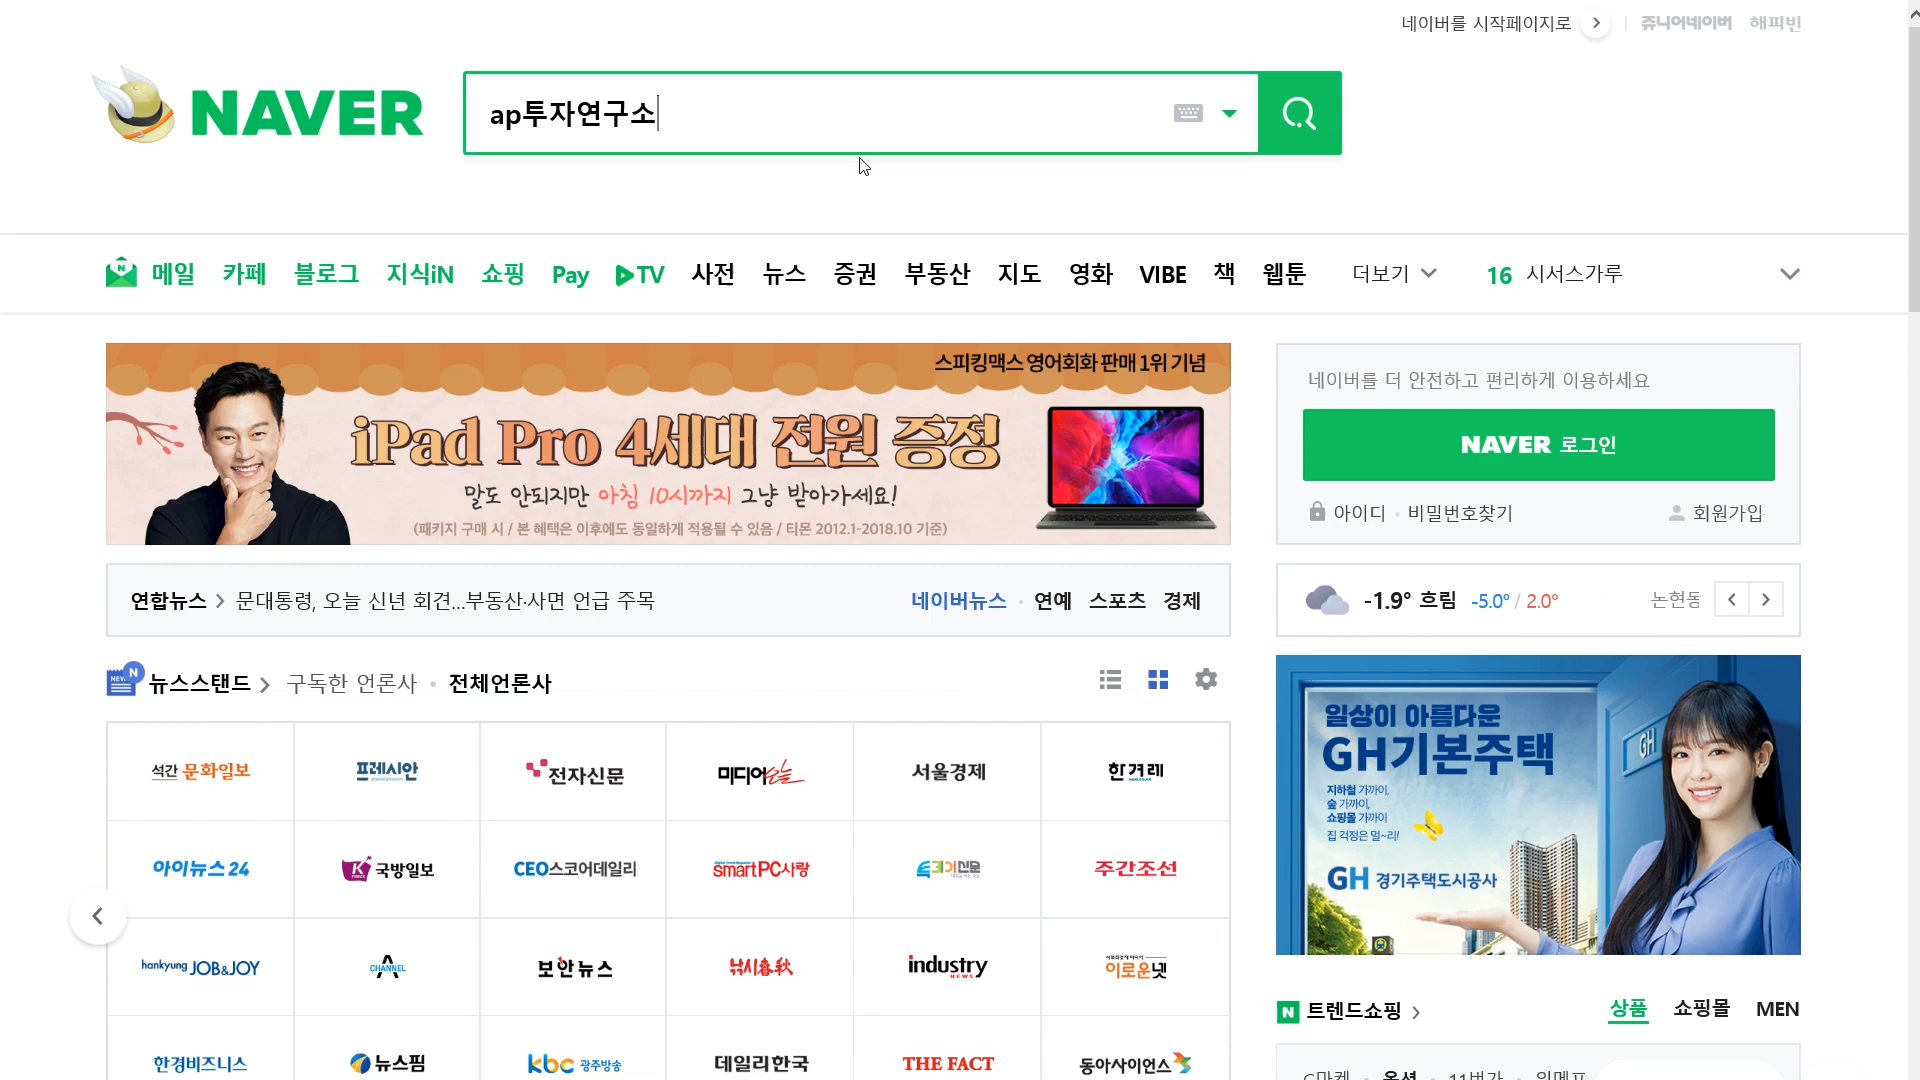 네이버를 시작페이지로 쥬니어네이버 해피빈
NAVER
ap투자연구소
메일 카페 블로그 지식iN 쇼핑 Pay TV 사전 뉴스 증권 부동산 지도 영화 VIBE 책 웹툰 더보기 16 시서스가루
스피킹맥스 영어회화 판매 1위 기념
iPad Pro 4세대 전원 증정
말도 안되지만 아침 10시까지 그냥 받아가세요!
(패키지 구매 시 / 본 혜택은 이후에도 동일하게 적용될 수 있음 / 티몬 2012.1-2018.10 기준)
네이버를 더 안전하고 편리하게 이용하세요
NAVER 로그인
아이디 · 비밀번호찾기 회원가입
연합뉴스 > 문대통령, 오늘 신년 회견...부동산·사면 언급 주목 네이버뉴스 · 연예 스포츠 경제
-1.9° 흐림 -5.0° / 2.0° 논현동
뉴스스탠드 > 구독한 언론사 · 전체언론사
석간 문화일보 프레시안 전자신문 미디어오늘 서울경제 한겨레
아이뉴스24 국방일보 CEO스코어데일리 smartPC사랑 주간조선
hankyung JOB&JOY CHANNEL A 보안뉴스 낚시春秋 industry NEWS 이로운넷
한경비즈니스 뉴스핌 kbc 광주방송 데일리한국 THE FACT 동아사이언스
일상이 아름다운
GH기본주택
지하철 가까이,
숲 가까이,
쇼핑몰 가까이
집 걱정은 멀~리!
GH
GH 경기주택도시공사
트렌드쇼핑 > 상품 쇼핑몰 MEN
G마켓 · 옥션 · 11번가 · 위메프